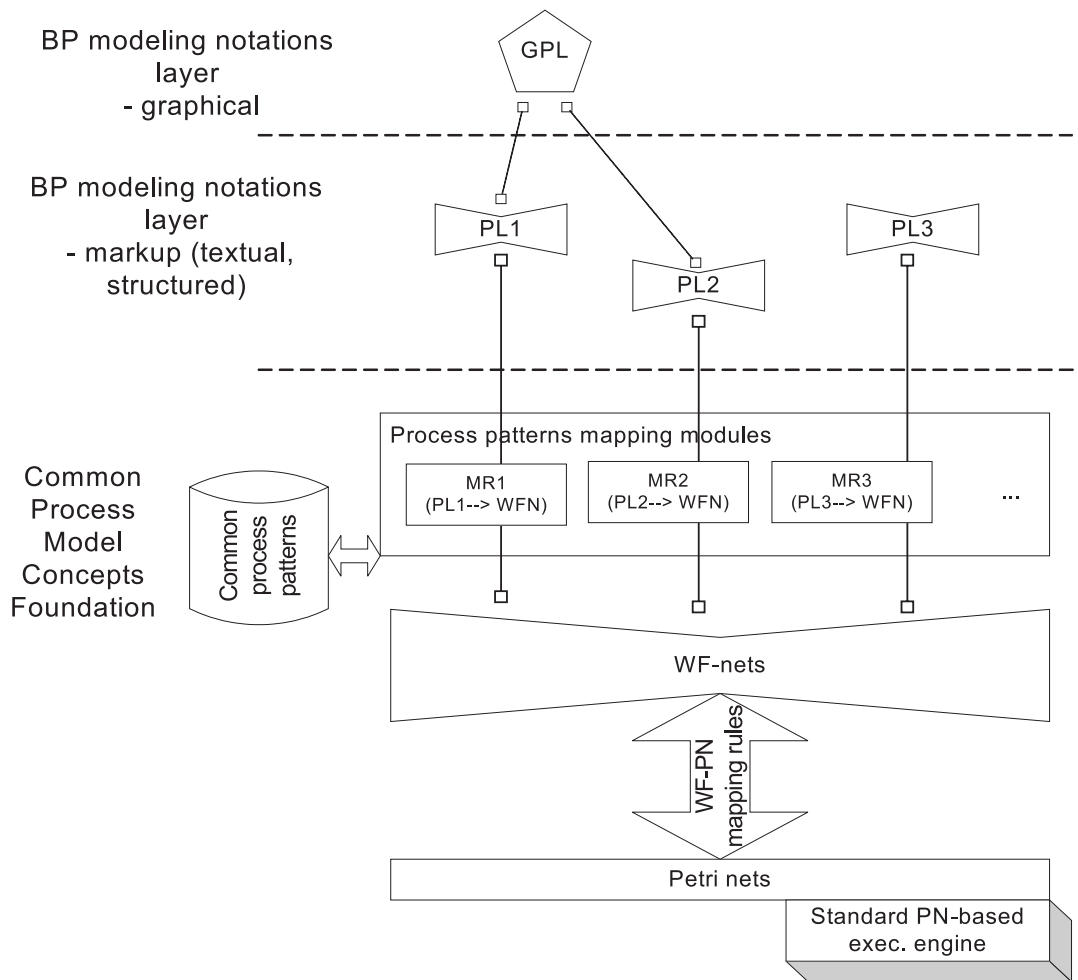 BP modeling notations
layer
- graphical
GPL
BP modeling notations
layer
- markup (textual,
structured)
PL1
PL2
PL3
Process patterns mapping modules
MR1
(PL1--> WFN)
MR2
(PL2--> WFN)
MR3
(PL3--> WFN)
...
Common
Process
Model
Concepts
Foundation
Common
process
patterns
WF-nets
WF-PN
mapping rules
Petri nets
Standard PN-based
exec. engine